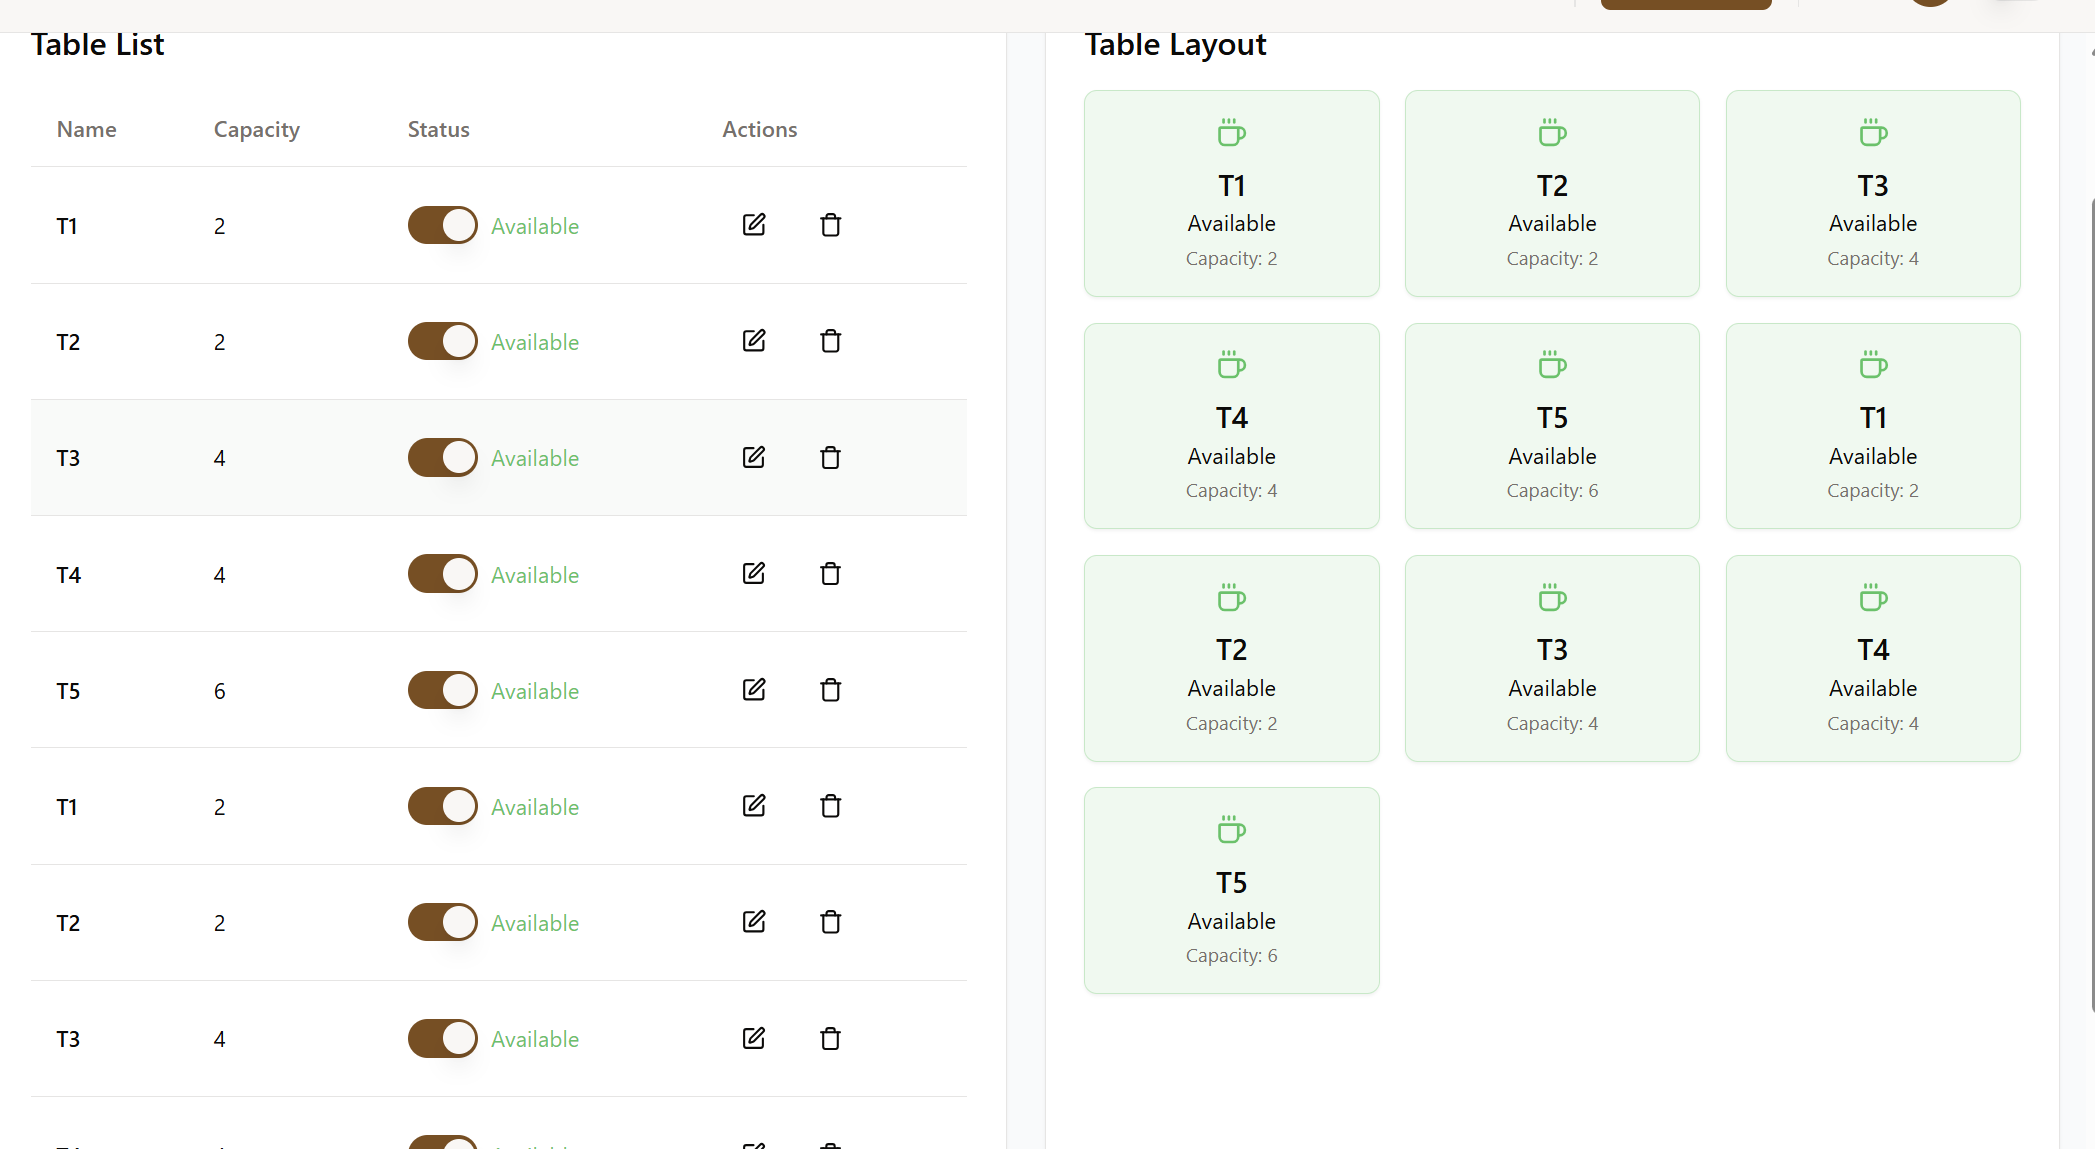 Table List
Name Capacity Status Actions
T1 2 Available
T2 2 Available
T3 4 Available
T4 4 Available
T5 6 Available
T1 2 Available
T2 2 Available
T3 4 Available
Table Layout
T1
Available
Capacity: 2
T2
Available
Capacity: 2
T3
Available
Capacity: 4
T4
Available
Capacity: 4
T5
Available
Capacity: 6
T1
Available
Capacity: 2
T2
Available
Capacity: 2
T3
Available
Capacity: 4
T4
Available
Capacity: 4
T5
Available
Capacity: 6